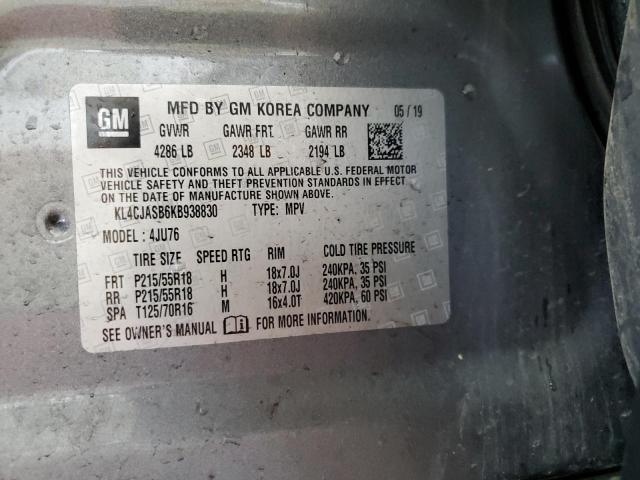 GM
MFD BY GM KOREA COMPANY 05 / 19
GVWR GAWR FRT. GAWR RR
4286 LB 2348 LB 2194 LB
THIS VEHICLE CONFORMS TO ALL APPLICABLE U.S. FEDERAL MOTOR
VEHICLE SAFETY AND THEFT PREVENTION STANDARDS IN EFFECT
ON THE DATE OF MANUFACTURE SHOWN ABOVE.
KL4CJASB6KB938830 TYPE: MPV
MODEL: 4JU76
TIRE SIZE SPEED RTG RIM COLD TIRE PRESSURE
FRT P215/55R18 H 18x7.0J 240KPA, 35 PSI
RR P215/55R18 H 18x7.0J 240KPA, 35 PSI
SPA T125/70R16 M 16x4.0T 420KPA, 60 PSI
SEE OWNER'S MANUAL FOR MORE INFORMATION.